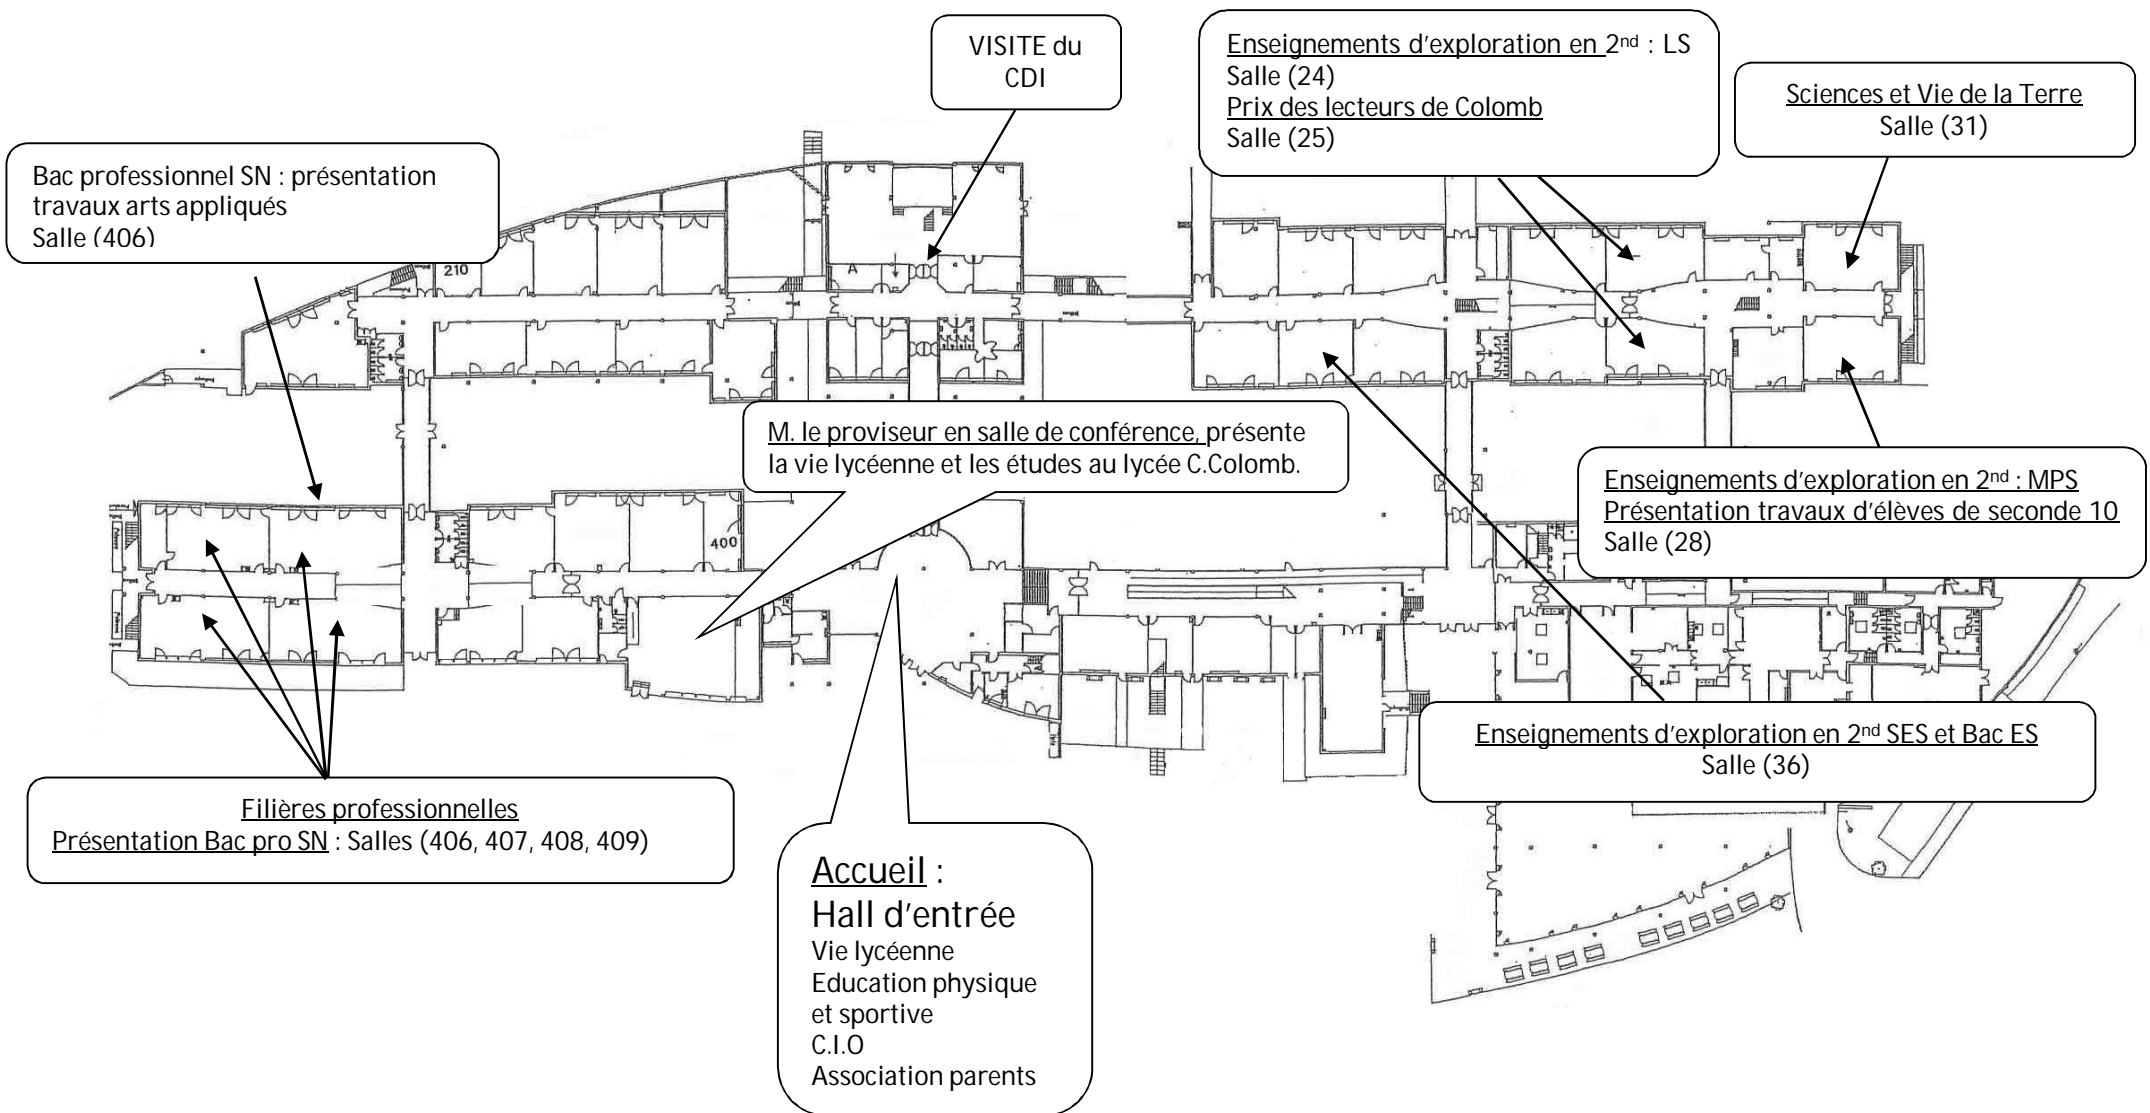 VISITE du
CDI
Enseignements d'exploration en 2nd : LS
Salle (24)
Prix des lecteurs de Colomb
Salle (25)
Sciences et Vie de la Terre
Salle (31)
Bac professionnel SN : présentation
travaux arts appliqués
Salle (406)
210
A
M. le proviseur en salle de conférence, présente
la vie lycéenne et les études au lycée C.Colomb.
Enseignements d'exploration en 2nd : MPS
Présentation travaux d'élèves de seconde 10
Salle (28)
400
Enseignements d'exploration en 2nd SES et Bac ES
Salle (36)
Filières professionnelles
Présentation Bac pro SN : Salles (406, 407, 408, 409)
Accueil :
Hall d'entrée
Vie lycéenne
Education physique
et sportive
C.I.O
Association parents